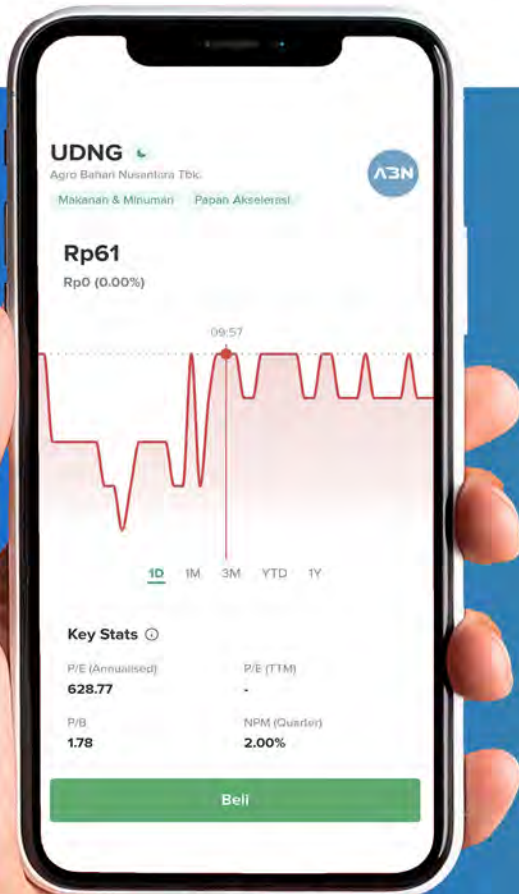 UDNG
Agro Bahari Nusantara Tbk.
ABN
Makanan & Minuman Papan Akselerasi
Rp61
Rp0 (0.00%)
09:57
1D 1M 3M YTD 1Y
Key Stats
P/E (Annualised) P/E (TTM)
628.77 -
P/B NPM (Quarter)
1.78 2.00%
Beli